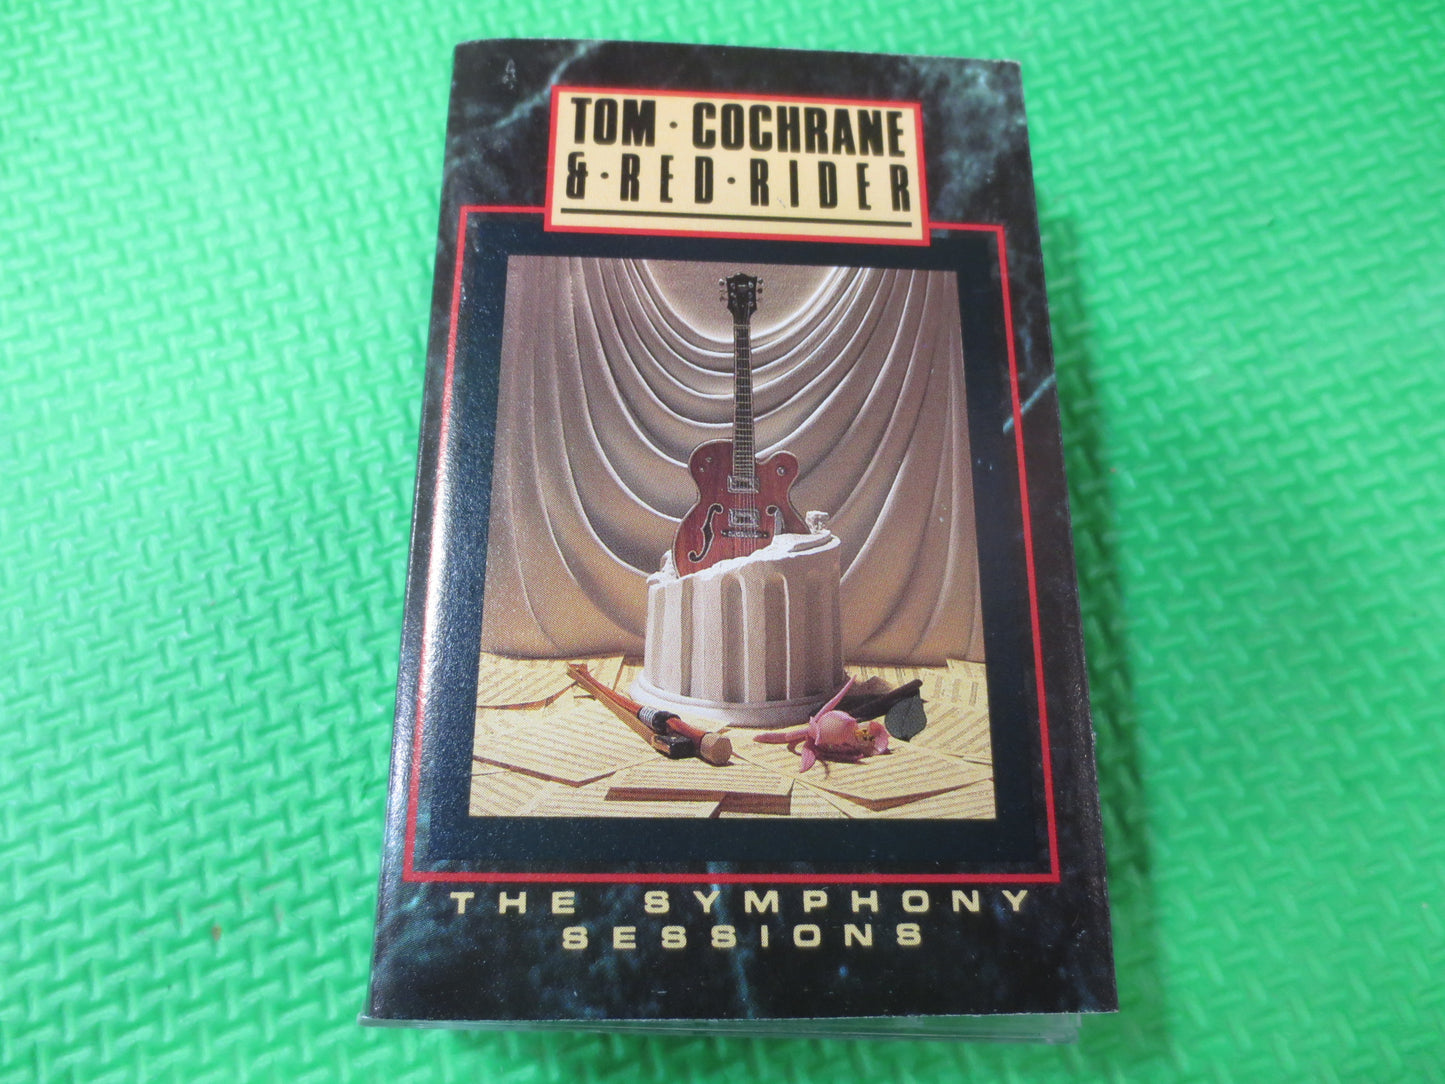 TOM · COCHRANE
& · RED · RIDER
THE SYMPHONY
SESSIONS